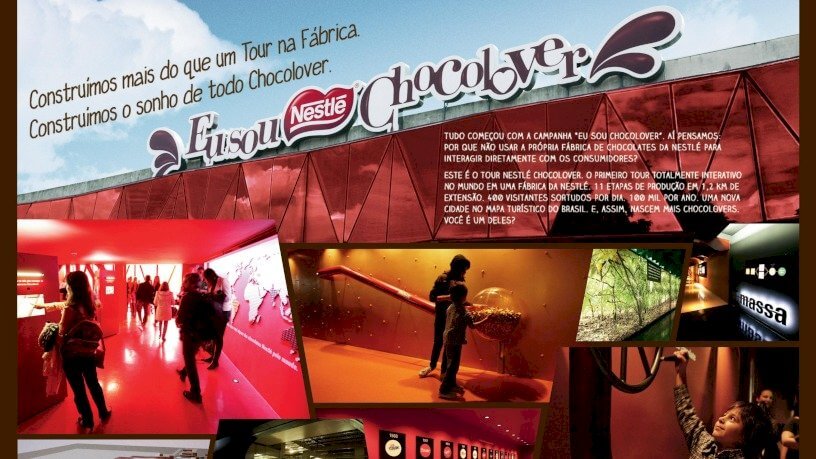 Construímos mais do que um Tour na Fábrica.
Construímos o sonho de todo Chocolover.
Eu sou Nestlé Chocolover
TUDO COMEÇOU COM A CAMPANHA "EU SOU CHOCOLOVER". AÍ PENSAMOS:
POR QUE NÃO USAR A PRÓPRIA FÁBRICA DE CHOCOLATES DA NESTLÉ PARA
INTERAGIR DIRETAMENTE COM OS CONSUMIDORES?
ESTE É O TOUR NESTLÉ CHOCOLOVER. O PRIMEIRO TOUR TOTALMENTE INTERATIVO
NO MUNDO EM UMA FÁBRICA DA NESTLÉ. 11 ETAPAS DE PRODUÇÃO EM 1,2 KM DE
EXTENSÃO. 400 VISITANTES SORTUDOS POR DIA. 100 MIL POR ANO. UMA NOVA
CIDADE NO MAPA TURÍSTICO DO BRASIL. E, ASSIM, NASCEM MAIS CHOCOLOVERS.
VOCÊ É UM DELES?
massa